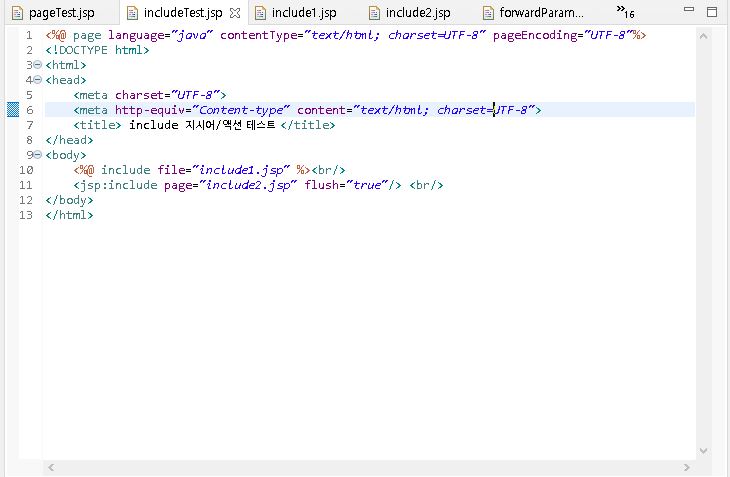 pageTest.jsp includeTest.jsp include1.jsp include2.jsp forwardParam... »16
1 <%@ page language="java" contentType="text/html; charset=UTF-8" pageEncoding="UTF-8"%>
2 <!DOCTYPE html>
3 <html>
4 <head>
5 <meta charset="UTF-8">
6 <meta http-equiv="Content-type" content="text/html; charset=UTF-8">
7 <title> include 지시어/액션 테스트 </title>
8 </head>
9 <body>
10 <%@ include file="include1.jsp" %><br/>
11 <jsp:include page="include2.jsp" flush="true"/> <br/>
12 </body>
13 </html>